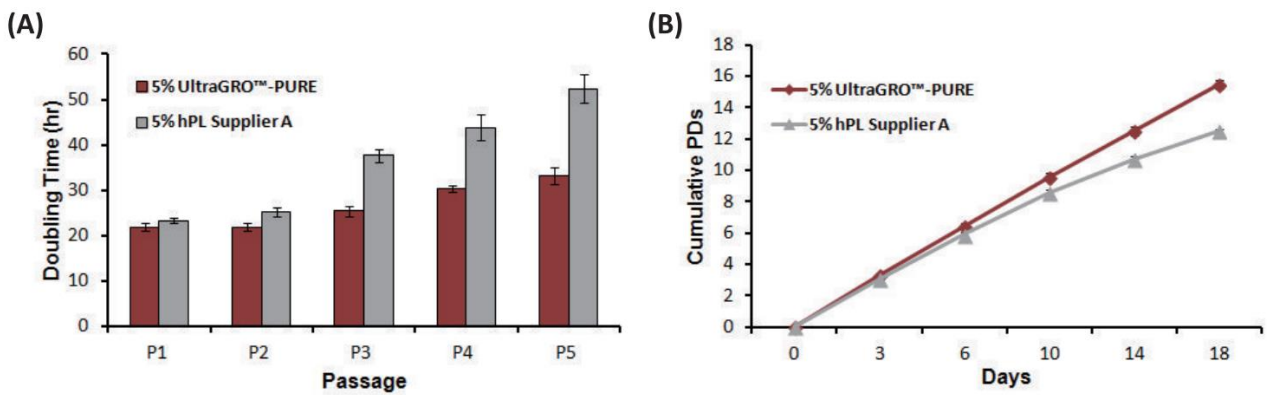 (A)
60
50
40
30
20
10
0
Doubling Time (hr)
5% UltraGRO™-PURE
5% hPL Supplier A
P1 P2 P3 P4 P5
Passage
(B)
18
16
14
12
10
8
6
4
2
0
Cumulative PDs
5% UltraGRO™-PURE
5% hPL Supplier A
0 3 6 10 14 18
Days